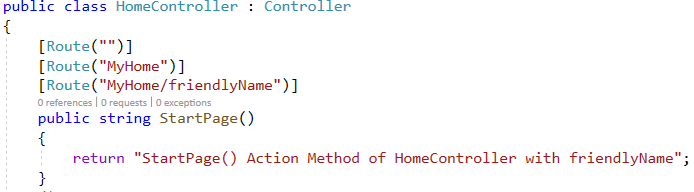 public class HomeController : Controller
{
[Route("")]
[Route("MyHome")]
[Route("MyHome/friendlyName")]
0 references | 0 requests | 0 exceptions
public string StartPage()
{
return "StartPage() Action Method of HomeController with friendlyName";
}